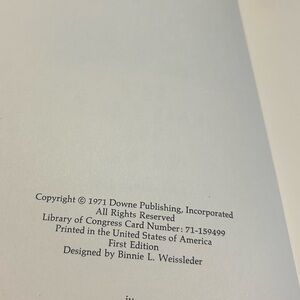 Copyright © 1971 Downe Publishing, Incorporated
All Rights Reserved
Library of Congress Card Number: 71-159499
Printed in the United States of America
First Edition
Designed by Binnie L. Weissleder